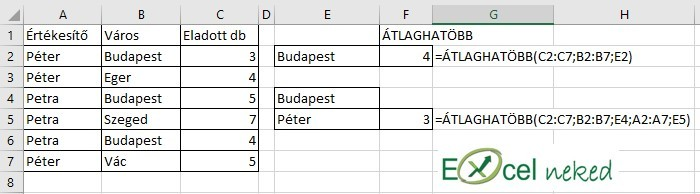 A B C D E F G H
1 Értékesítő Város Eladott db ÁTLAGHATÖBB
2 Péter Budapest 3 Budapest 4 =ÁTLAGHATÖBB(C2:C7;B2:B7;E2)
3 Péter Eger 4
4 Petra Budapest 5 Budapest
5 Petra Szeged 7 Péter 3 =ÁTLAGHATÖBB(C2:C7;B2:B7;E4;A2:A7;E5)
6 Petra Budapest 4
7 Péter Vác 5
Excel neked